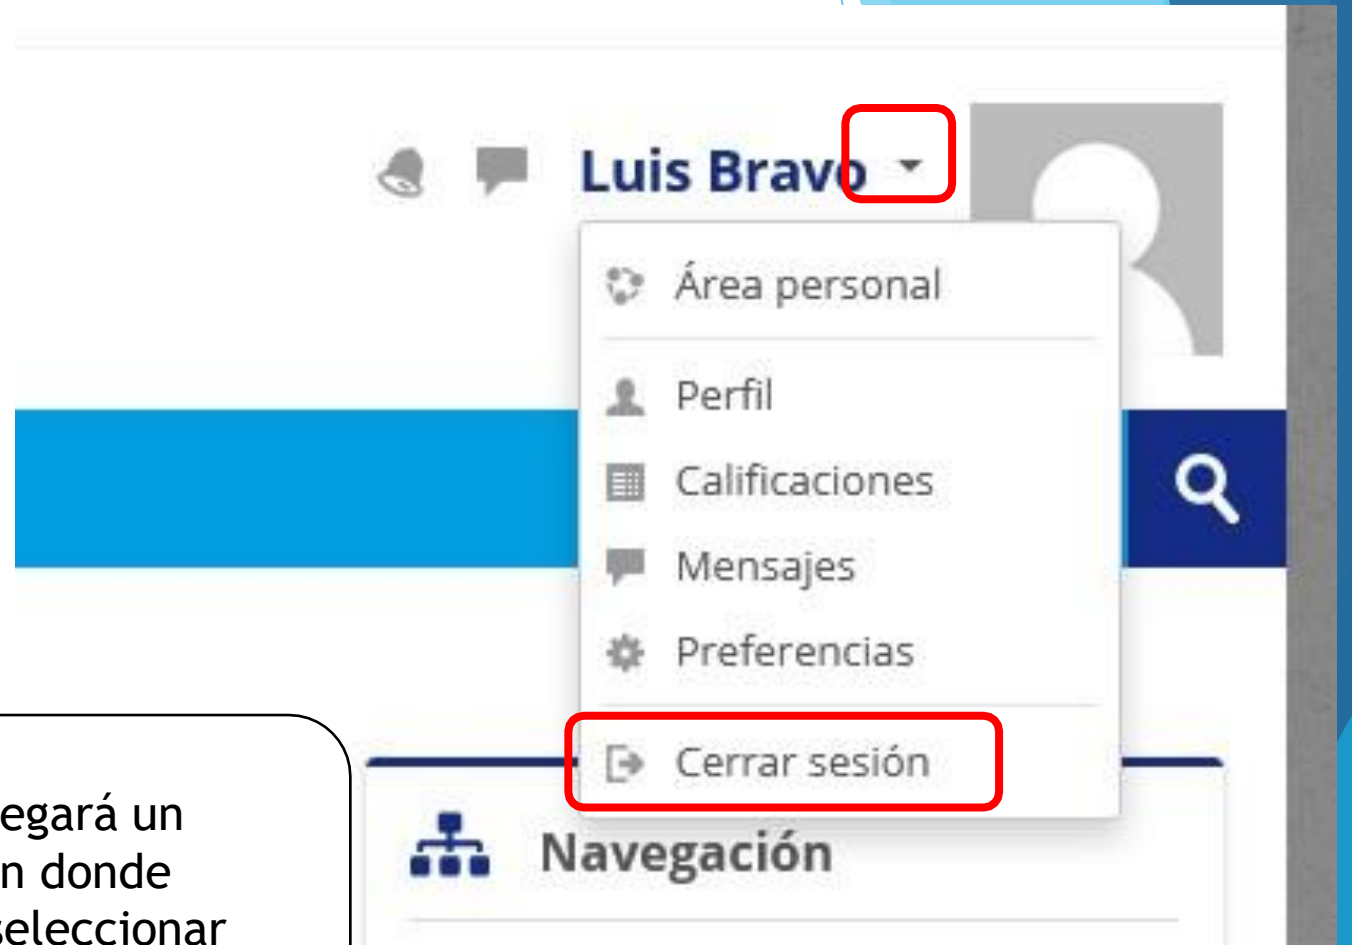 Luis Bravo
Área personal
Perfil
Calificaciones
Mensajes
Preferencias
Cerrar sesión
Navegación
egará un
n donde
seleccionar